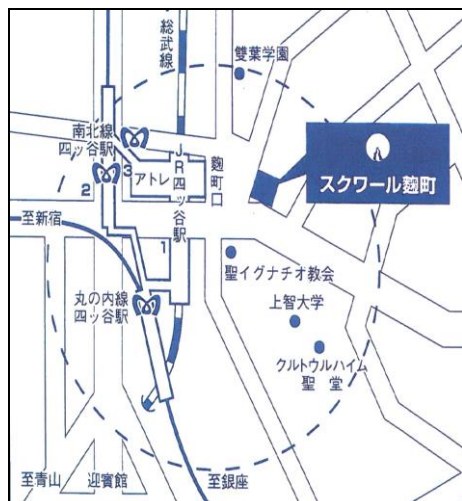 総武線
雙葉学園
南北線
四ッ谷駅
3
アトレ
JR四ッ谷駅
麹町口
スクワール麹町
2
至新宿
1
聖イグナチオ教会
丸の内線
四ッ谷駅
上智大学
クルトゥルハイム
聖堂
至青山
迎賓館
至銀座